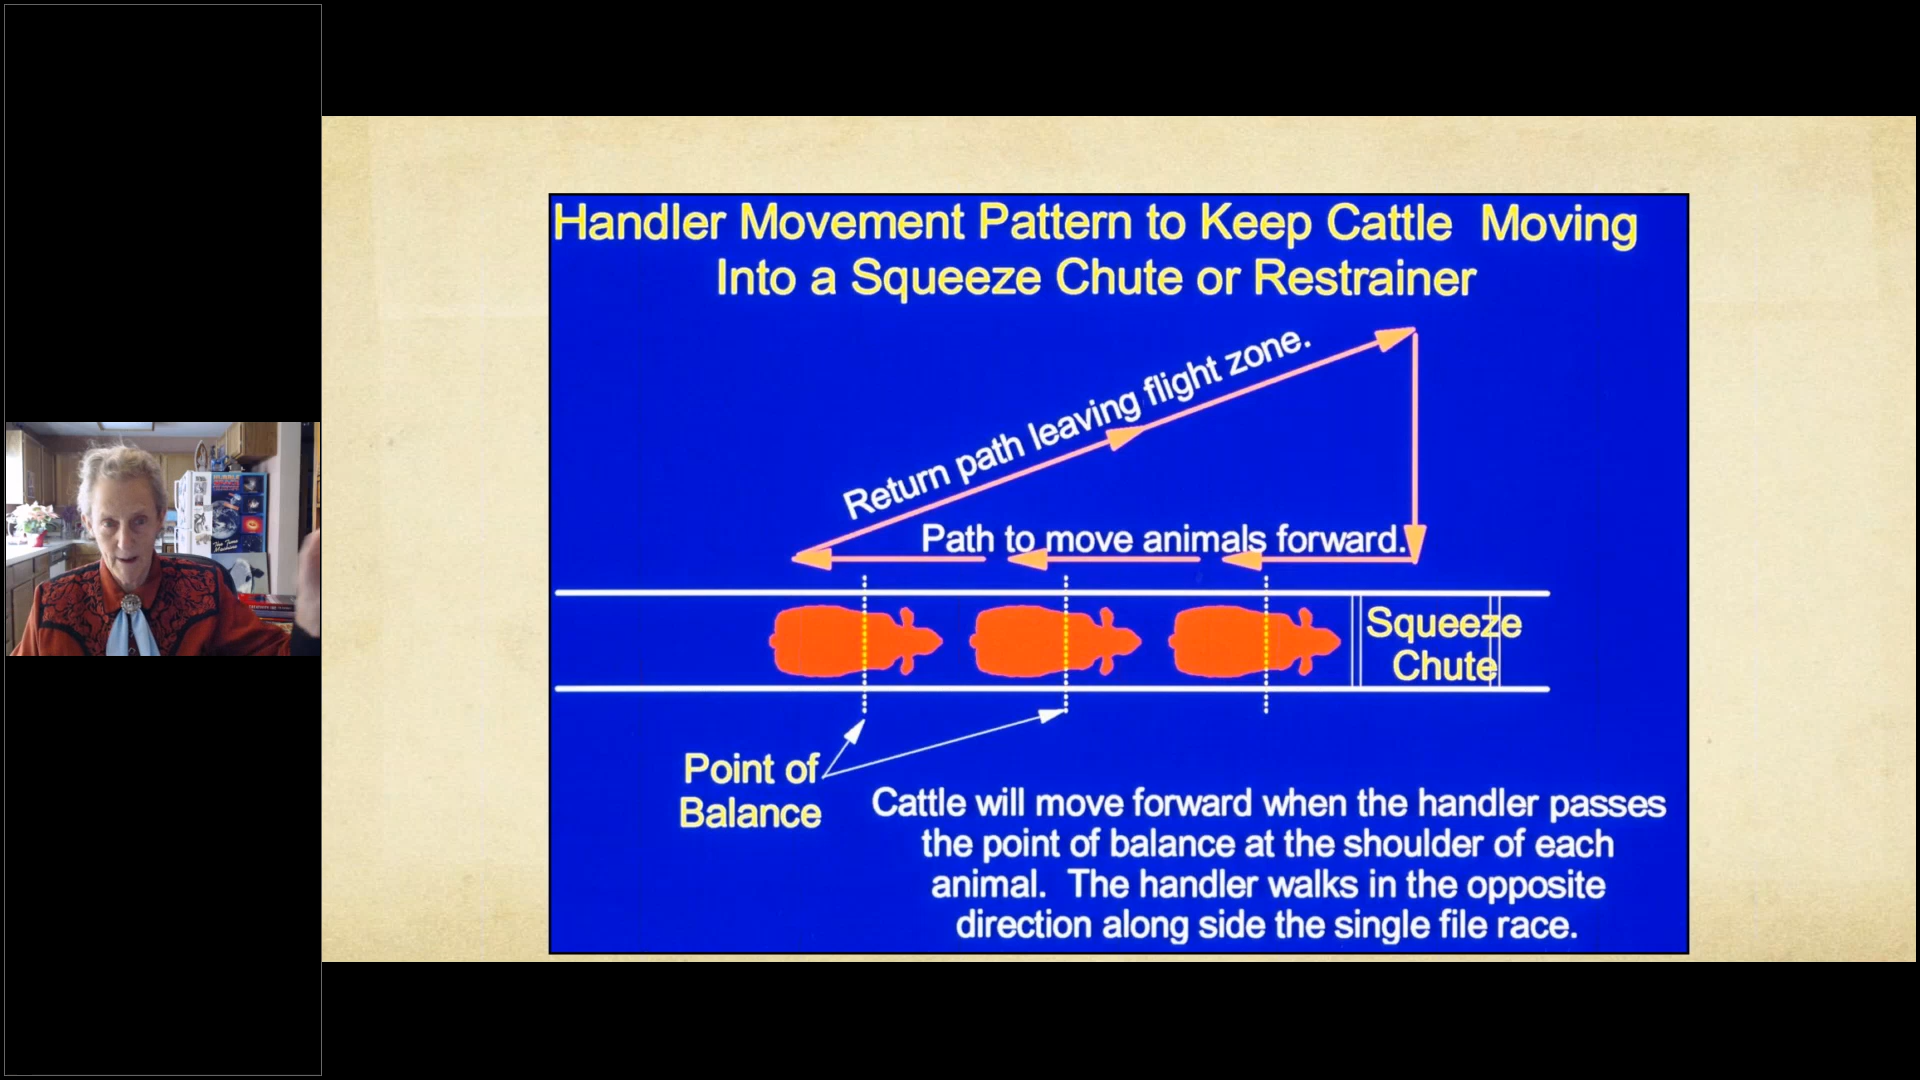 Handler Movement Pattern to Keep Cattle Moving
Into a Squeeze Chute or Restrainer
Return path leaving flight zone.
Path to move animals forward.
Squeeze
Chute
Point of
Balance
Cattle will move forward when the handler passes
the point of balance at the shoulder of each
animal. The handler walks in the opposite
direction along side the single file race.